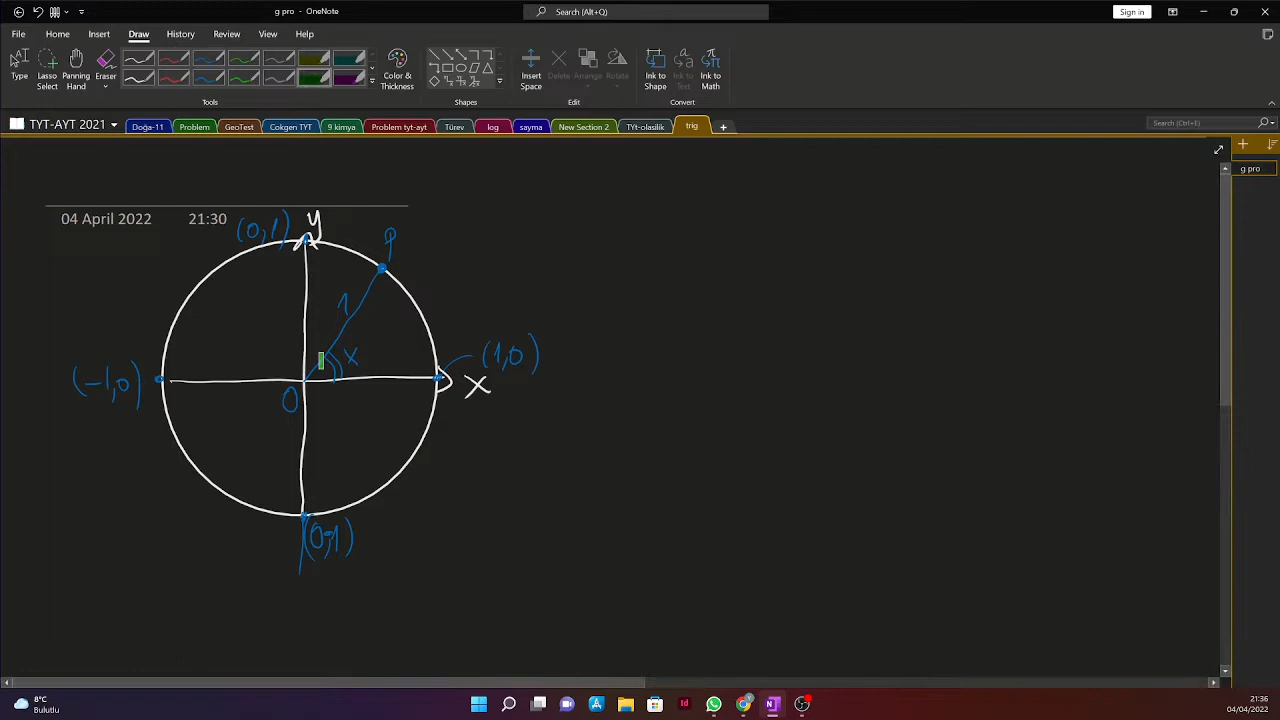 g pro - OneNote
Search (Alt+Q)
Sign in
File Home Insert Draw History Review View Help
Type
Lasso Select
Panning Hand
Eraser
Color & Thickness
Insert Space
Delete
Arrange
Rotate
Ink to Shape
Ink to Text
Ink to Math
Tools
Shapes
Edit
Convert
TYT-AYT 2021
Doğa-11
Problem
GeoTest
Cokgen TYT
9 kimya
Problem tyt-ayt
Türev
log
sayma
New Section 2
TYt-olasilik
trig
Search (Ctrl+E)
g pro
04 April 2022 21:30
(0,1)
y
P
1
x
(1,0)
(-1,0)
0
x
(0,-1)
8°C
Bulutlu
21:36
04/04/2022